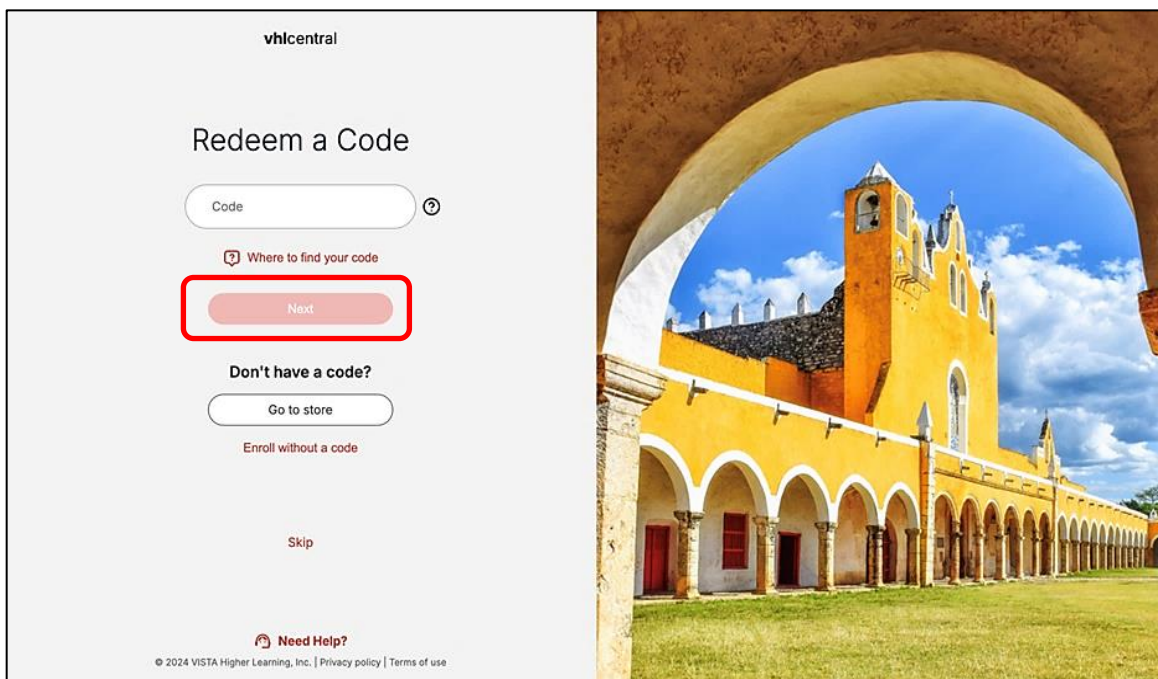 vhlcentral
Redeem a Code
Code
Where to find your code
Next
Don't have a code?
Go to store
Enroll without a code
Skip
Need Help?
© 2024 VISTA Higher Learning, Inc. | Privacy policy | Terms of use